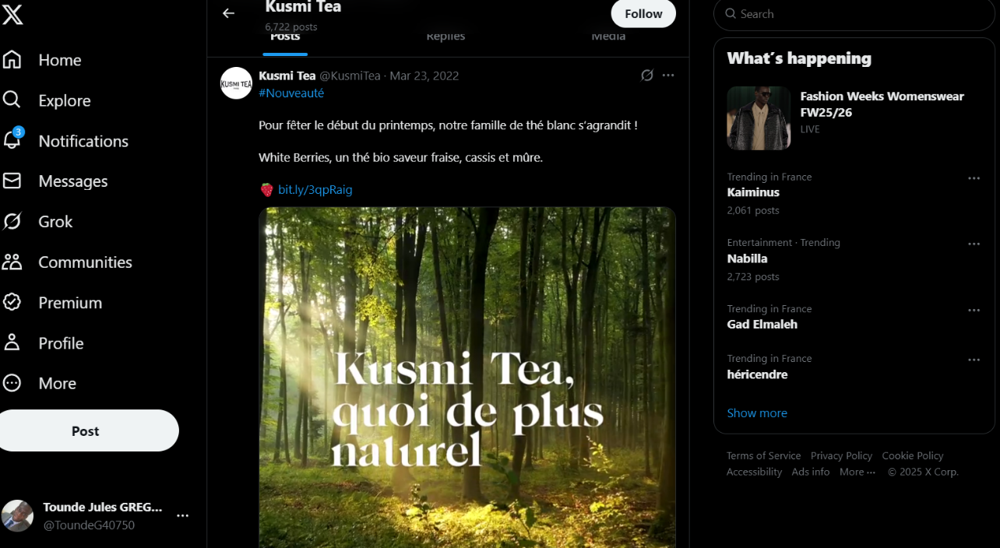 Home
Explore
3
Notifications
Messages
Grok
Communities
Premium
Profile
More
Post
Tounde Jules GREG...
@ToundeG40750
Kusmi Tea
6,722 posts
Follow
Posts
Replies
Media
KUSMI TEA
Kusmi Tea @KusmiTea · Mar 23, 2022
#Nouveauté
Pour fêter le début du printemps, notre famille de thé blanc s'agrandit !
White Berries, un thé bio saveur fraise, cassis et mûre.
🍓 bit.ly/3qpRaig
Kusmi Tea,
quoi de plus
naturel
Search
What's happening
Fashion Weeks Womenswear
FW25/26
LIVE
Trending in France
Kaiminus
2,061 posts
Entertainment · Trending
Nabilla
2,723 posts
Trending in France
Gad Elmaleh
Trending in France
héricendre
Show more
Terms of Service Privacy Policy Cookie Policy
Accessibility Ads info More ··· © 2025 X Corp.